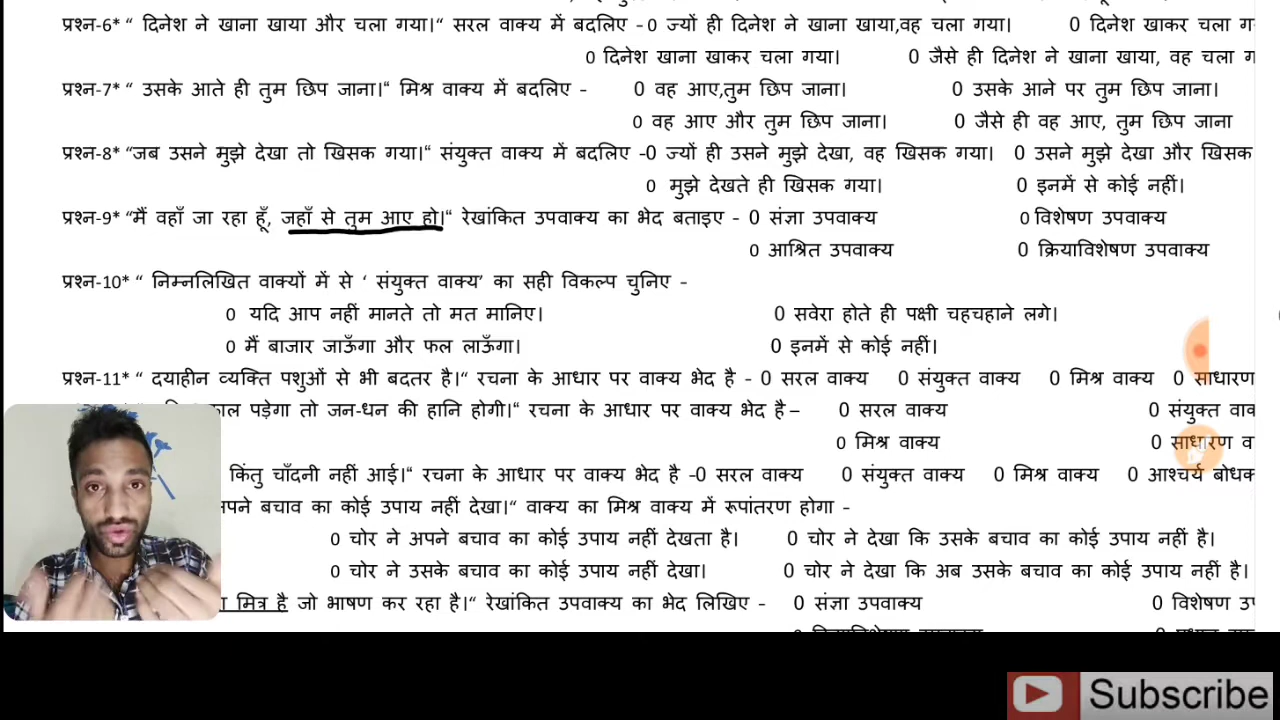 प्रश्न-6* “ दिनेश ने खाना खाया और चला गया।“ सरल वाक्य में बदलिए -0 ज्यों ही दिनेश ने खाना खाया,वह चला गया। 0 दिनेश खाकर चला
0 दिनेश खाना खाकर चला गया। 0 जैसे ही दिनेश ने खाना खाया, वह चला
प्रश्न-7* “ उसके आते ही तुम छिप जाना।“ मिश्र वाक्य में बदलिए - 0 वह आए,तुम छिप जाना। 0 उसके आने पर तुम छिप जाना।
0 वह आए और तुम छिप जाना। 0 जैसे ही वह आए, तुम छिप जाना
प्रश्न-8* “जब उसने मुझे देखा तो खिसक गया।“ संयुक्त वाक्य में बदलिए -0 ज्यों ही उसने मुझे देखा, वह खिसक गया। 0 उसने मुझे देखा और खिसक
0 मुझे देखते ही खिसक गया। 0 इनमें से कोई नहीं।
प्रश्न-9* “मैं वहाँ जा रहा हूँ, जहाँ से तुम आए हो।“ रेखांकित उपवाक्य का भेद बताइए - 0 संज्ञा उपवाक्य 0 विशेषण उपवाक्य
0 आश्रित उपवाक्य 0 क्रियाविशेषण उपवाक्य
प्रश्न-10* “ निम्नलिखित वाक्यों में से ‘ संयुक्त वाक्य’ का सही विकल्प चुनिए -
0 यदि आप नहीं मानते तो मत मानिए। 0 सवेरा होते ही पक्षी चहचहाने लगे।
0 मैं बाजार जाऊँगा और फल लाऊँगा। 0 इनमें से कोई नहीं।
प्रश्न-11* “ दयाहीन व्यक्ति पशुओं से भी बदतर है।“ रचना के आधार पर वाक्य भेद है - 0 सरल वाक्य 0 संयुक्त वाक्य 0 मिश्र वाक्य 0 साधारण
पड़ेगा तो जन-धन की हानि होगी।“ रचना के आधार पर वाक्य भेद है– 0 सरल वाक्य 0 संयुक्त
0 मिश्र वाक्य 0 साधारण
किंतु चाँदनी नहीं आई।“ रचना के आधार पर वाक्य भेद है -0 सरल वाक्य 0 संयुक्त वाक्य 0 मिश्र वाक्य 0 आश्चर्य
बचाव का कोई उपाय नहीं देखा।“ वाक्य का मिश्र वाक्य में रूपांतरण होगा -
0 चोर ने अपने बचाव का कोई उपाय नहीं देखता है। 0 चोर ने देखा कि उसके बचाव का कोई उपाय नहीं है।
0 चोर ने उसके बचाव का कोई उपाय नहीं देखा। 0 चोर ने देखा कि अब उसके बचाव का कोई उपाय नहीं है।
मित्र है जो भाषण कर रहा है।“ रेखांकित उपवाक्य का भेद लिखिए - 0 संज्ञा उपवाक्य 0 विशेषण
Subscribe